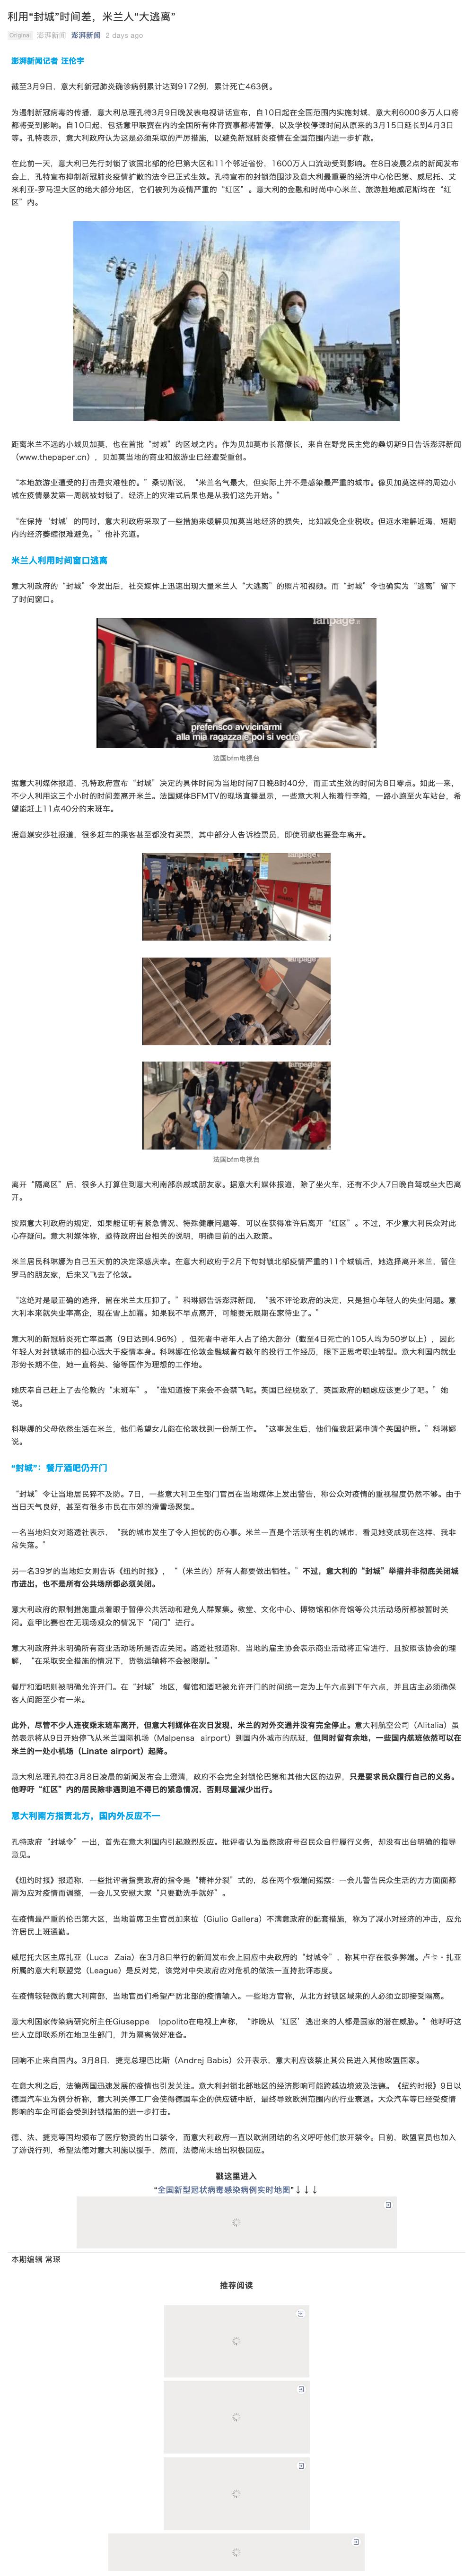 利用“封城”时间差，米兰人“大逃离”
Original 澎湃新闻 澎湃新闻 2 days ago
澎湃新闻记者 汪伦宇
截至3月9日，意大利新冠肺炎确诊病例累计达到9172例，累计死亡463例。
为遏制新冠病毒的传播，意大利总理孔特3月9日晚发表电视讲话宣布，自10日起在全国范围内实施封城，意大利6000多万人口将
都将受到影响。自10日起，包括意甲联赛在内的全国所有体育赛事都将暂停，以及学校停课时间从原来的3月15日延长到4月3日
等。孔特表示，意大利政府认为这是必须采取的严厉措施，以避免新冠肺炎疫情在全国范围内进一步扩散。
在此前一天，意大利已先行封锁了该国北部的伦巴第大区和11个邻近省份，1600万人口流动受到影响。在8日凌晨2点的新闻发布
会上，孔特宣布抑制新冠肺炎疫情扩散的法令已正式生效。孔特宣布的封锁范围涉及意大利最重要的经济中心伦巴第、威尼托、艾
米利亚-罗马涅大区的绝大部分地区，它们被列为疫情严重的“红区”。意大利的金融和时尚中心米兰、旅游胜地威尼斯均在“红
区”内。
距离米兰不远的小城贝加莫，也在首批“封城”的区域之内。作为贝加莫市长幕僚长，来自在野党民主党的桑切斯9日告诉澎湃新闻
（www.thepaper.cn），贝加莫当地的商业和旅游业已经遭受重创。
“本地旅游业遭受的打击是灾难性的。”桑切斯说，“米兰名气最大、但实际上并不是感染最严重的城市。像贝加莫这样的周边小
城在疫情暴发第一周就被封锁了，经济上的灾难式后果也是从我们这先开始。”
“在保持‘封城’的同时，意大利政府采取了一些措施来缓解贝加莫当地经济的损失，比如减免企业税收。但远水难解近渴，短期
内的经济萎缩很难避免。”他补充道。
米兰人利用时间窗口逃离
意大利政府的“封城”令发出后，社交媒体上迅速出现大量米兰人“大逃离”的照片和视频。而“封城”令也确实为“逃离”留下
了时间窗口。
fanpage.it
preferisco avvicinarmi
alla mia ragazza e poi si vedrà
法国bfm电视台
据意大利媒体报道，孔特政府宣布“封城”决定的具体时间为当地时间7日晚8时40分，而正式生效的时间为8日零点。如此一来，
不少人利用这三个小时的时间差离开米兰。法国媒体BFMTV的现场直播显示，一些意大利人拖着行李箱，一路小跑至火车站台，希
望能赶上11点40分的末班车。
据意媒安莎社报道，很多赶车的乘客甚至都没有买票，其中部分人告诉检票员，即使罚款也要登车离开。
fanpage
fanpage
fanpage
法国bfm电视台
离开“隔离区”后，很多人打算住到意大利南部亲戚或朋友家。据意大利媒体报道，除了坐火车，还有不少人7日晚自驾或坐大巴离
开。
按照意大利政府的规定，如果能证明有紧急情况、特殊健康问题等，可以在获得准许后离开“红区”。不过，不少意大利民众对此
心存疑问。意大利媒体称，亟待政府出台相关的说明，明确目前的出入政策。
米兰居民科琳娜为自己五天前的决定深感庆幸。在意大利政府于2月下旬封锁北部疫情严重的11个城镇后，她选择离开米兰，暂住
罗马的朋友家，后来又飞去了伦敦。
“这绝对是最正确的选择，留在米兰太压抑了。”科琳娜告诉澎湃新闻，“我不评论政府的决定，只是担心年轻人的失业问题。意
大利本来就失业率高企，现在雪上加霜。如果我不早点离开，可能要无限期在家待业了。”
意大利的新冠肺炎死亡率虽高（9日达到4.96%），但死者中老年人占了绝大部分（截至4日死亡的105人均为50岁以上），因此
年轻人对封锁城市的担心远大于疫情本身。科琳娜在伦敦金融城曾有数年的投行工作经历，眼下正思考职业转型。意大利国内就业
形势长期不佳，她一直将英、德等国作为理想的工作地。
她庆幸自己赶上了去伦敦的“末班车”。“谁知道接下来会不会禁飞呢。英国已经脱欧了，英国政府的顾虑应该更少了吧。”她
说。
科琳娜的父母依然生活在米兰，他们希望女儿能在伦敦找到一份新工作。“这事发生后，他们催我赶紧申请个英国护照。”科琳娜
说。
“封城”：餐厅酒吧仍开门
“封城”令让当地居民猝不及防。7日，一些意大利卫生部门官员在当地媒体上发出警告，称公众对疫情的重视程度仍然不够。由于
当日天气良好，甚至有很多市民在市郊的滑雪场聚集。
一名当地妇女对路透社表示，“我的城市发生了令人担忧的伤心事。米兰一直是个活跃有生机的城市，看见她变成现在这样，我非
常失落。”
另一名39岁的当地妇女则告诉《纽约时报》，“（米兰的）所有人都要做出牺牲。”不过，意大利的“封城”举措并非彻底关闭城
市进出，也不是所有公共场所都必须关闭。
意大利政府的限制措施重点着眼于暂停公共活动和避免人群聚集。教堂、文化中心、博物馆和体育馆等公共活动场所都被暂时关
闭。意甲比赛也在无现场观众的情况下“闭门”进行。
意大利政府并未明确所有商业活动场所是否应关闭。路透社报道称，当地的雇主协会表示商业活动将正常进行，且按照该协会的理
解，“在采取安全措施的情况下，货物运输将不会被限制。”
餐厅和酒吧则被明确允许开门。在“封城”地区，餐馆和酒吧被允许开门的时间统一定为上午六点到下午六点，并且店主必须确保
客人间距至少有一米。
此外，尽管不少人连夜乘末班车离开，但意大利媒体在次日发现，米兰的对外交通并没有完全停止。意大利航空公司（Alitalia）虽
然表示将从9日开始停飞从米兰国际机场（Malpensa airport）到国内外城市的航班，但同时留有余地，一些国内航班依然可以在
米兰的一处小机场（Linate airport）起降。
意大利总理孔特在3月8日凌晨的新闻发布会上澄清，政府不会完全封锁伦巴第和其他大区的边界，只是要求民众履行自己的义务。
他呼吁“红区”内的居民除非遇到迫不得已的紧急情况，否则尽量减少出行。
意大利南方指责北方，国内外反应不一
孔特政府“封城令”一出，首先在意大利国内引起激烈反应。批评者认为虽然政府号召民众自行履行义务，却没有出台明确的指导
意见。
《纽约时报》报道称，一些批评者指责政府的指令是“精神分裂”式的，总在两个极端间摇摆：一会儿警告民众生活的方方面面都
需为应对疫情而调整，一会儿又安慰大家“只要勤洗手就好”。
在疫情最严重的伦巴第大区，当地首席卫生官员加来拉（Giulio Gallera）不满意政府的配套措施，称为了减小对经济的冲击，应允
许居民上班通勤。
威尼托大区主席扎亚（Luca Zaia）在3月8日举行的新闻发布会上回应中央政府的“封城令”，称其中存在很多弊端。卢卡·扎亚
所属的意大利联盟党（League）是反对党，该党对中央政府应对危机的做法一直持批评态度。
在疫情较轻微的意大利南部，当地官员们希望严防北部的疫情输入。一些地方官称，从北方封锁区域来的人必须立即接受隔离。
意大利国家传染病研究所主任Giuseppe Ippolito在电视上声称，“昨晚从‘红区’逃出来的人都是国家的潜在威胁。”他呼吁这
些人立即联系所在地卫生部门，并为隔离做好准备。
回响不止来自国内。3月8日，捷克总理巴比斯（Andrej Babis）公开表示，意大利应该禁止其公民进入其他欧盟国家。
在意大利之后，法德两国迅速发展的疫情也引发关注。意大利封锁北部地区的经济影响可能跨越边境波及法德。《纽约时报》9日以
德国汽车业为例分析称，意大利关停工厂会使得德国车企的供应链中断，最终导致欧洲范围内的行业衰退。大众汽车等已经受疫情
影响的车企可能会受到封锁措施的进一步打击。
德、法、捷克等国均颁布了医疗物资的出口禁令，而意大利政府一直以欧洲团结的名义呼吁他们放开禁令。日前，欧盟官员也加入
了游说行列，希望法德对意大利施以援手，然而，法德尚未给出积极回应。
戳这里进入
“全国新型冠状病毒感染病例实时地图”↓↓↓
本期编辑 常琛
推荐阅读